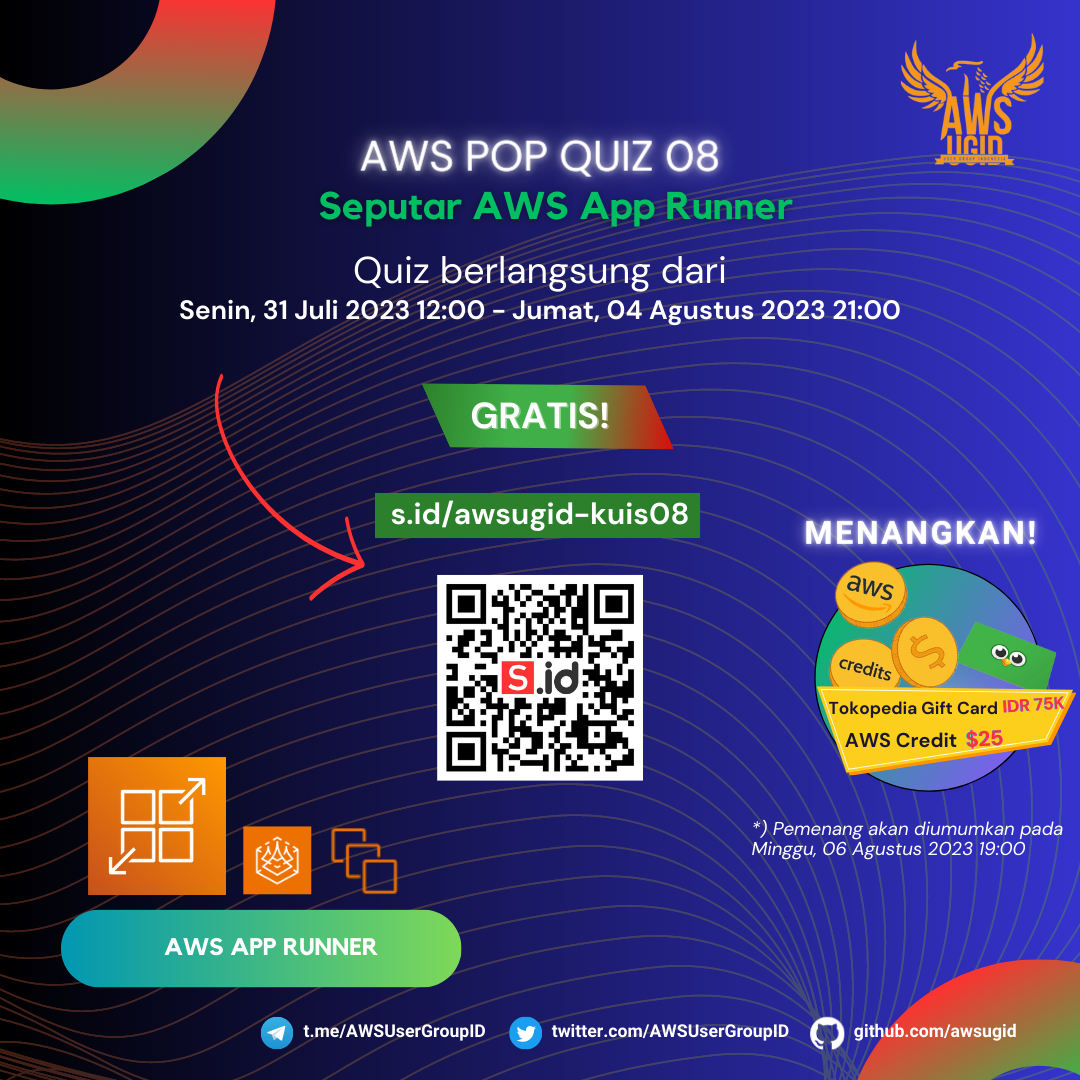 AWS
UGID
USER GROUP INDONESIA
AWS POP QUIZ 08
Seputar AWS App Runner
Quiz berlangsung dari
Senin, 31 Juli 2023 12:00 - Jumat, 04 Agustus 2023 21:00
GRATIS!
s.id/awsugid-kuis08
S.id
MENANGKAN!
aws
$
credits
Tokopedia Gift Card IDR 75K
AWS Credit $25
*) Pemenang akan diumumkan pada
Minggu, 06 Agustus 2023 19:00
AWS APP RUNNER
t.me/AWSUserGroupID
twitter.com/AWSUserGroupID
github.com/awsugid